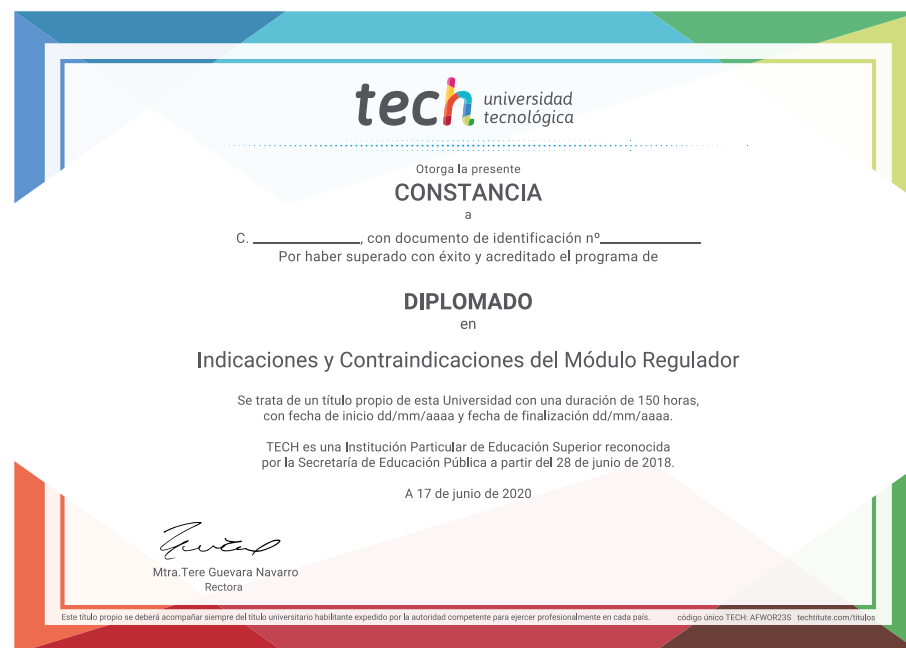 tech universidad
tecnológica
Otorga la presente
CONSTANCIA
a
C. ____________, con documento de identificación nº____________
Por haber superado con éxito y acreditado el programa de
DIPLOMADO
en
Indicaciones y Contraindicaciones del Módulo Regulador
Se trata de un título propio de esta Universidad con una duración de 150 horas,
con fecha de inicio dd/mm/aaaa y fecha de finalización dd/mm/aaaa.
TECH es una Institución Particular de Educación Superior reconocida
por la Secretaría de Educación Pública a partir del 28 de junio de 2018.
A 17 de junio de 2020
Mtra.Tere Guevara Navarro
Rectora
Este título propio se deberá acompañar siempre del título universitario habilitante expedido por la autoridad competente para ejercer profesionalmente en cada país. código único TECH: AFWOR23S techtitute.com/titulos